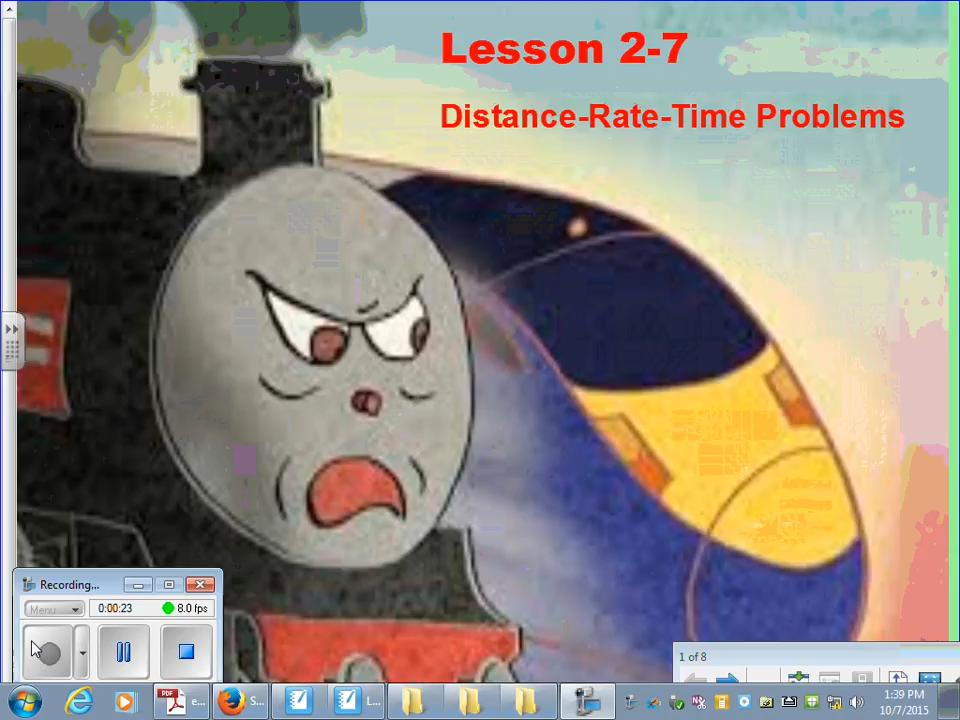 Lesson 2-7
Distance-Rate-Time Problems
Recording...
Menu
0:00:23
8.0 fps
1 of 8
PDF
e...
S...
L...
1:39 PM
10/7/2015